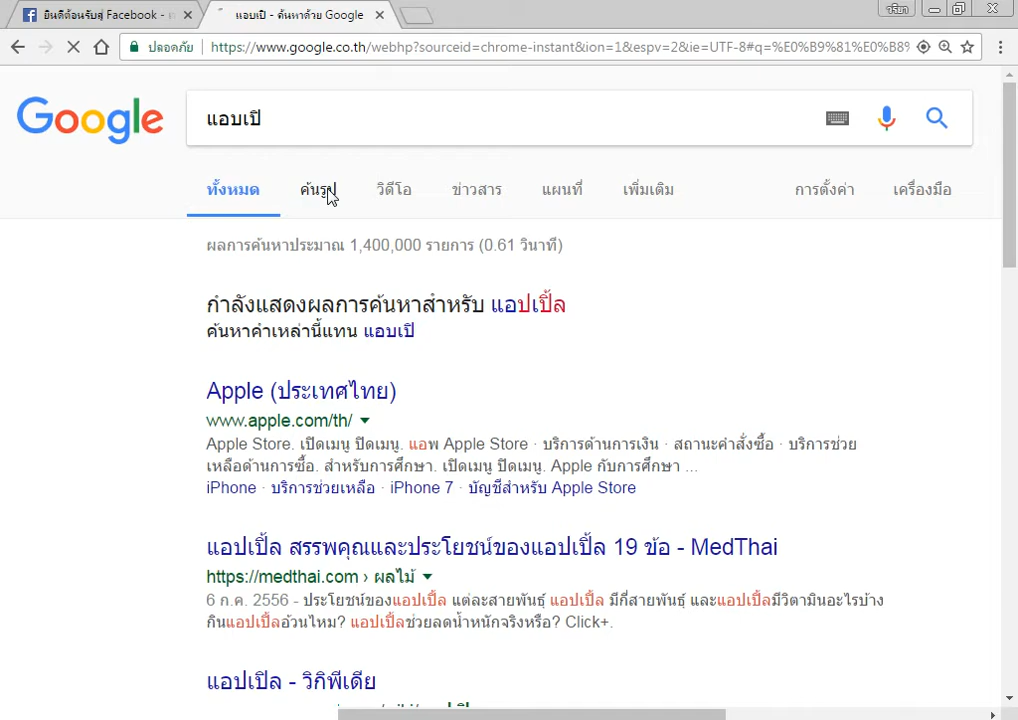 ยินดีต้อนรับสู่ Facebook -
แอบเปิ - ค้นหาด้วย Google
จริยา
ปลอดภัย
https://www.google.co.th/webhp?sourceid=chrome-instant&ion=1&espv=2&ie=UTF-8#q=%E0%B9%81%E0%B8%
Google
แอบเปิ
ทั้งหมด ค้นรูป วิดีโอ ข่าวสาร แผนที่ เพิ่มเติม การตั้งค่า เครื่องมือ
ผลการค้นหาประมาณ 1,400,000 รายการ (0.61 วินาที)
กำลังแสดงผลการค้นหาสำหรับ แอปเปิ้ล
ค้นหาคำเหล่านี้แทน แอบเปิ
Apple (ประเทศไทย)
www.apple.com/th/
Apple Store. เปิดเมนู ปิดเมนู. แอพ Apple Store · บริการด้านการเงิน · สถานะคำสั่งซื้อ · บริการช่วย
เหลือด้านการซื้อ. สำหรับการศึกษา. เปิดเมนู ปิดเมนู. Apple กับการศึกษา ...
iPhone · บริการช่วยเหลือ · iPhone 7 · บัญชีสำหรับ Apple Store
แอปเปิ้ล สรรพคุณและประโยชน์ของแอปเปิ้ล 19 ข้อ - MedThai
https://medthai.com › ผลไม้
6 ก.ค. 2556 - ประโยชน์ของแอปเปิ้ล แต่ละสายพันธุ์ แอปเปิ้ล มีกี่สายพันธุ์ และแอปเปิ้ลมีวิตามินอะไรบ้าง
กินแอปเปิ้ลอ้วนไหม? แอปเปิ้ลช่วยลดน้ำหนักจริงหรือ? Click+.
แอปเปิล - วิกิพีเดีย